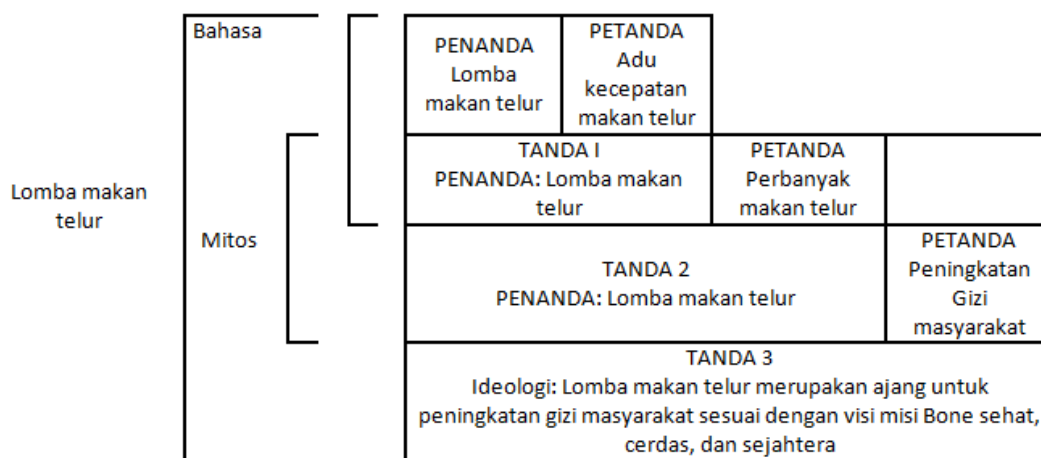 Bahasa
PENANDA
Lomba
makan telur
PETANDA
Adu
kecepatan
makan telur
Lomba makan
telur
Mitos
TANDA I
PENANDA: Lomba makan
telur
PETANDA
Perbanyak
makan telur
TANDA 2
PENANDA: Lomba makan telur
PETANDA
Peningkatan
Gizi
masyarakat
TANDA 3
Ideologi: Lomba makan telur merupakan ajang untuk
peningkatan gizi masyarakat sesuai dengan visi misi Bone sehat,
cerdas, dan sejahtera